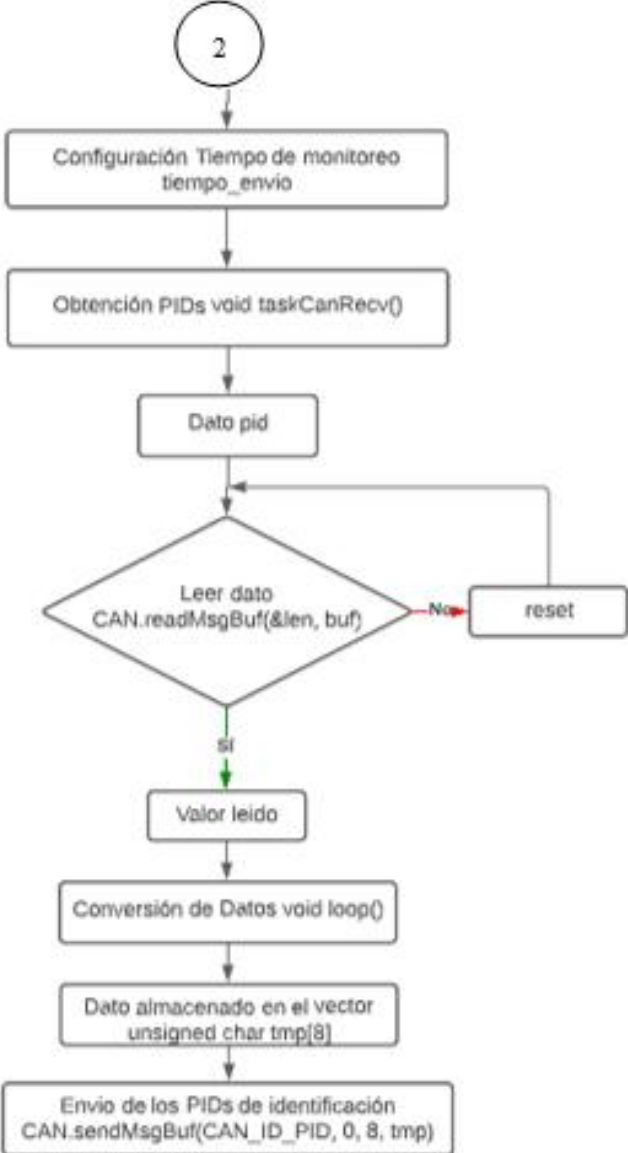 2
Configuración Tiempo de monitoreo
tiempo_envio
Obtención PIDs void taskCanRecv()
Dato pid
Leer dato
CAN.readMsgBuf(&len, buf)
No
reset
SI
Valor leido
Conversión de Datos void loop()
Dato almacenado en el vector
unsigned char tmp[8]
Envio de los PIDs de identificación
CAN.sendMsgBuf(CAN_ID_PID, 0, 8, tmp)